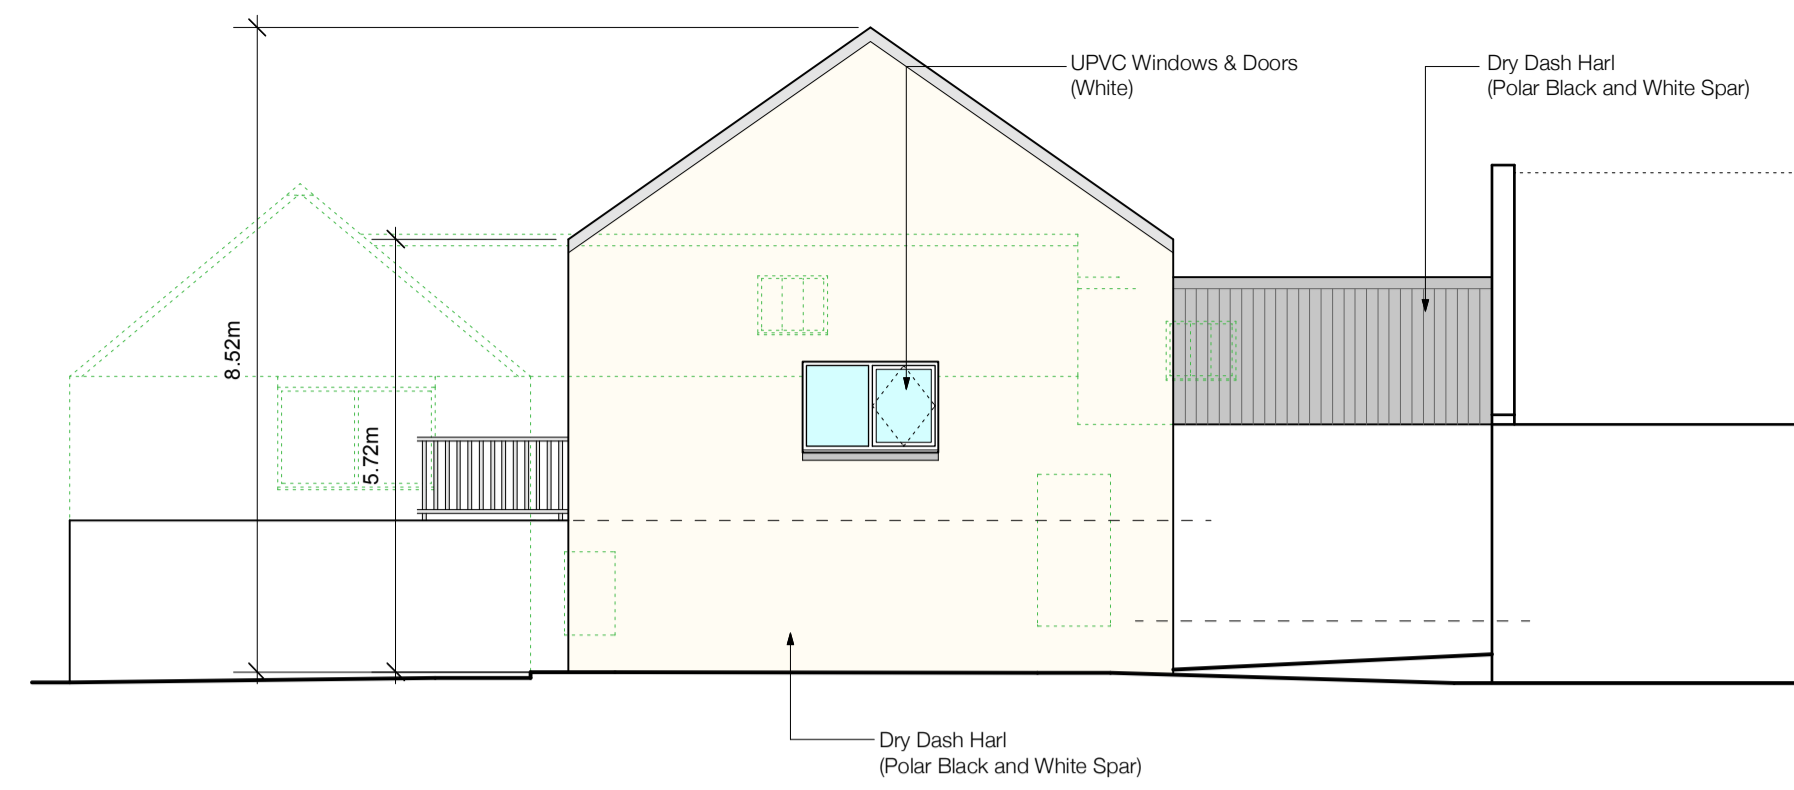 UPVC Windows & Doors
(White)
Dry Dash Harl
(Polar Black and White Spar)
8.52m
5.72m
Dry Dash Harl
(Polar Black and White Spar)